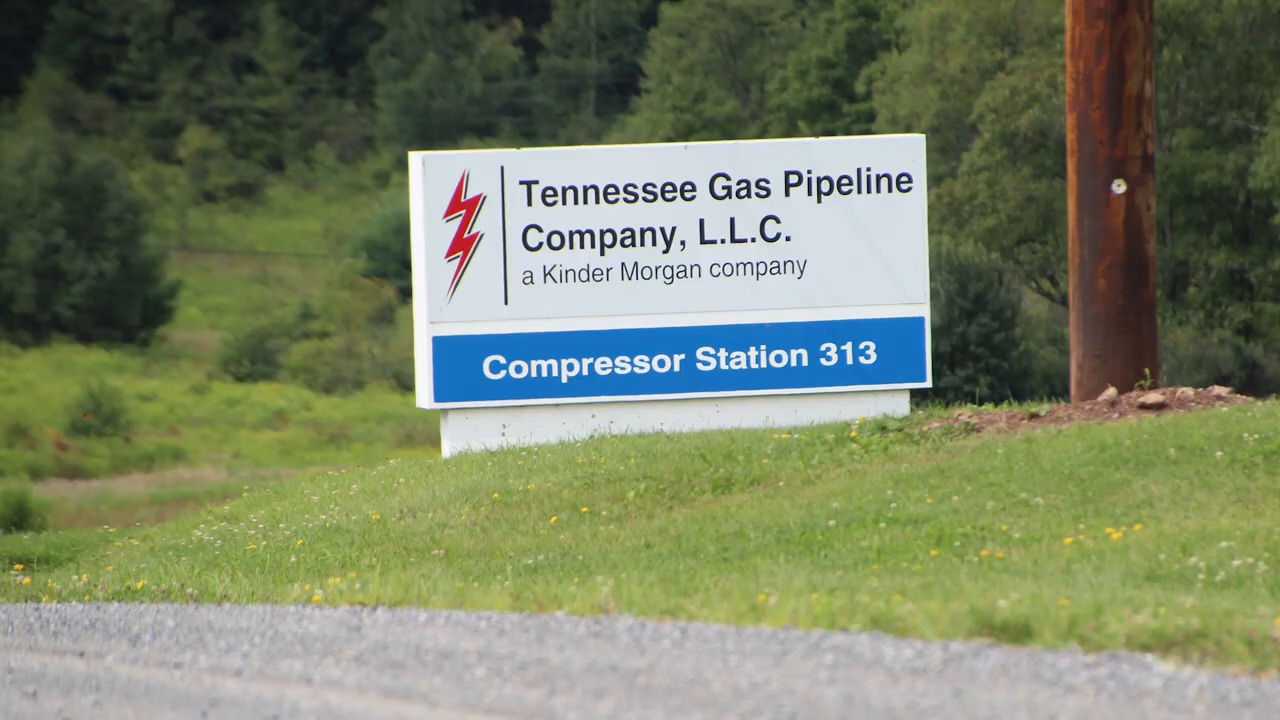 Tennessee Gas Pipeline
Company, L.L.C.
a Kinder Morgan company
Compressor Station 313